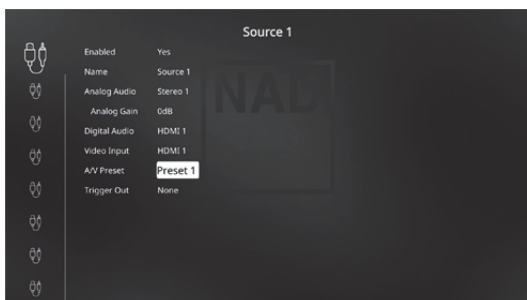 Source 1
Enabled Yes
Name Source 1
Analog Audio Stereo 1
Analog Gain 0dB
Digital Audio HDMI 1
Video Input HDMI 1
A/V Preset Preset 1
Trigger Out None
NAD